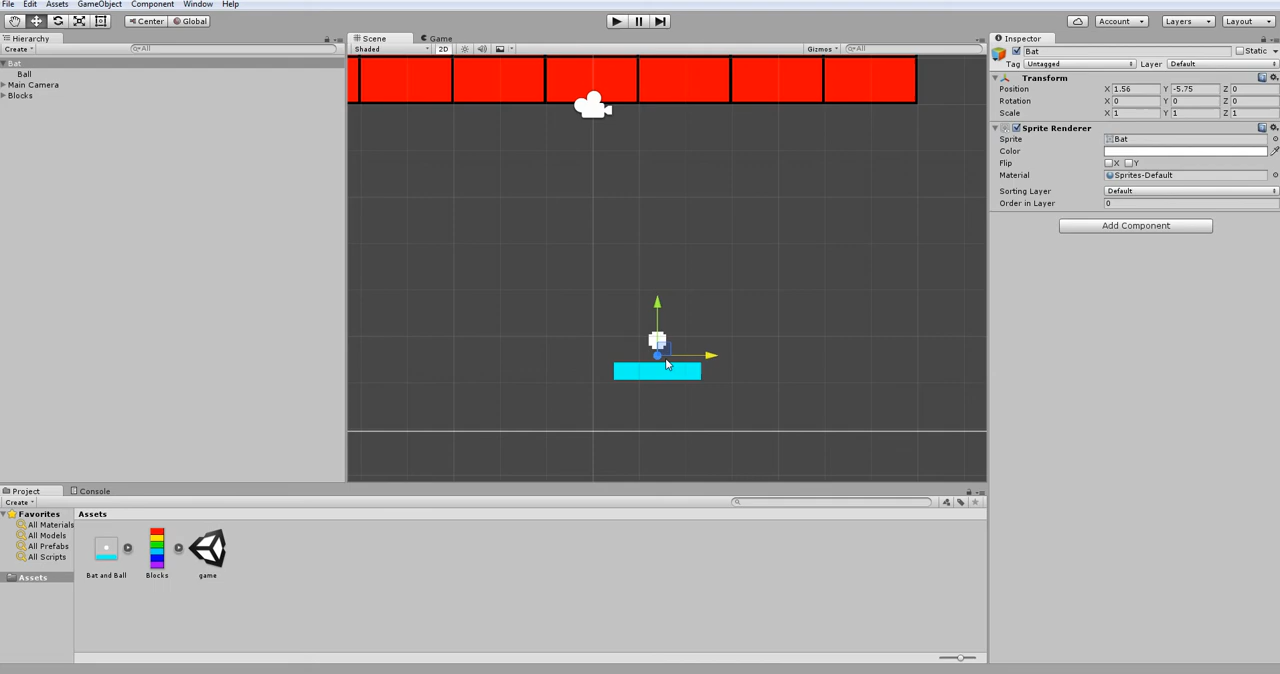 File Edit Assets GameObject Component Window Help
Center Global Account Layers Layout
Hierarchy Scene Game Inspector
Create All Shaded 2D Gizmos All Bat Static
Bat Tag Untagged Layer Default
Ball Transform
Main Camera Position X 1.56 Y -5.75 Z 0
Blocks Rotation X 0 Y 0 Z 0
Scale X 1 Y 1 Z 1
Sprite Renderer
Sprite Bat
Color
Flip X Y
Material Sprites-Default
Sorting Layer Default
Order in Layer 0
Add Component
Project Console
Create
Favorites Assets
All Materials
All Models
All Prefabs
All Scripts
Assets Bat and Ball Blocks game